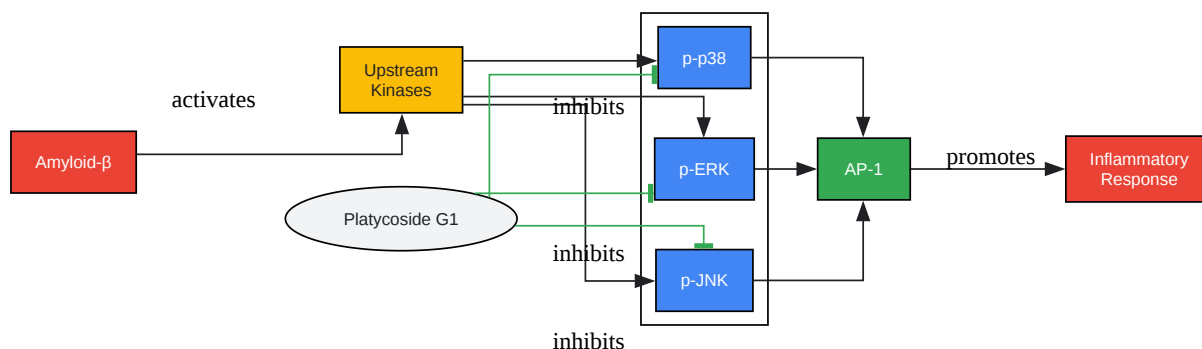 activates
Amyloid-β
Upstream
Kinases
Platycoside G1
inhibits
inhibits
inhibits
p-p38
p-ERK
p-JNK
AP-1
promotes
Inflammatory
Response